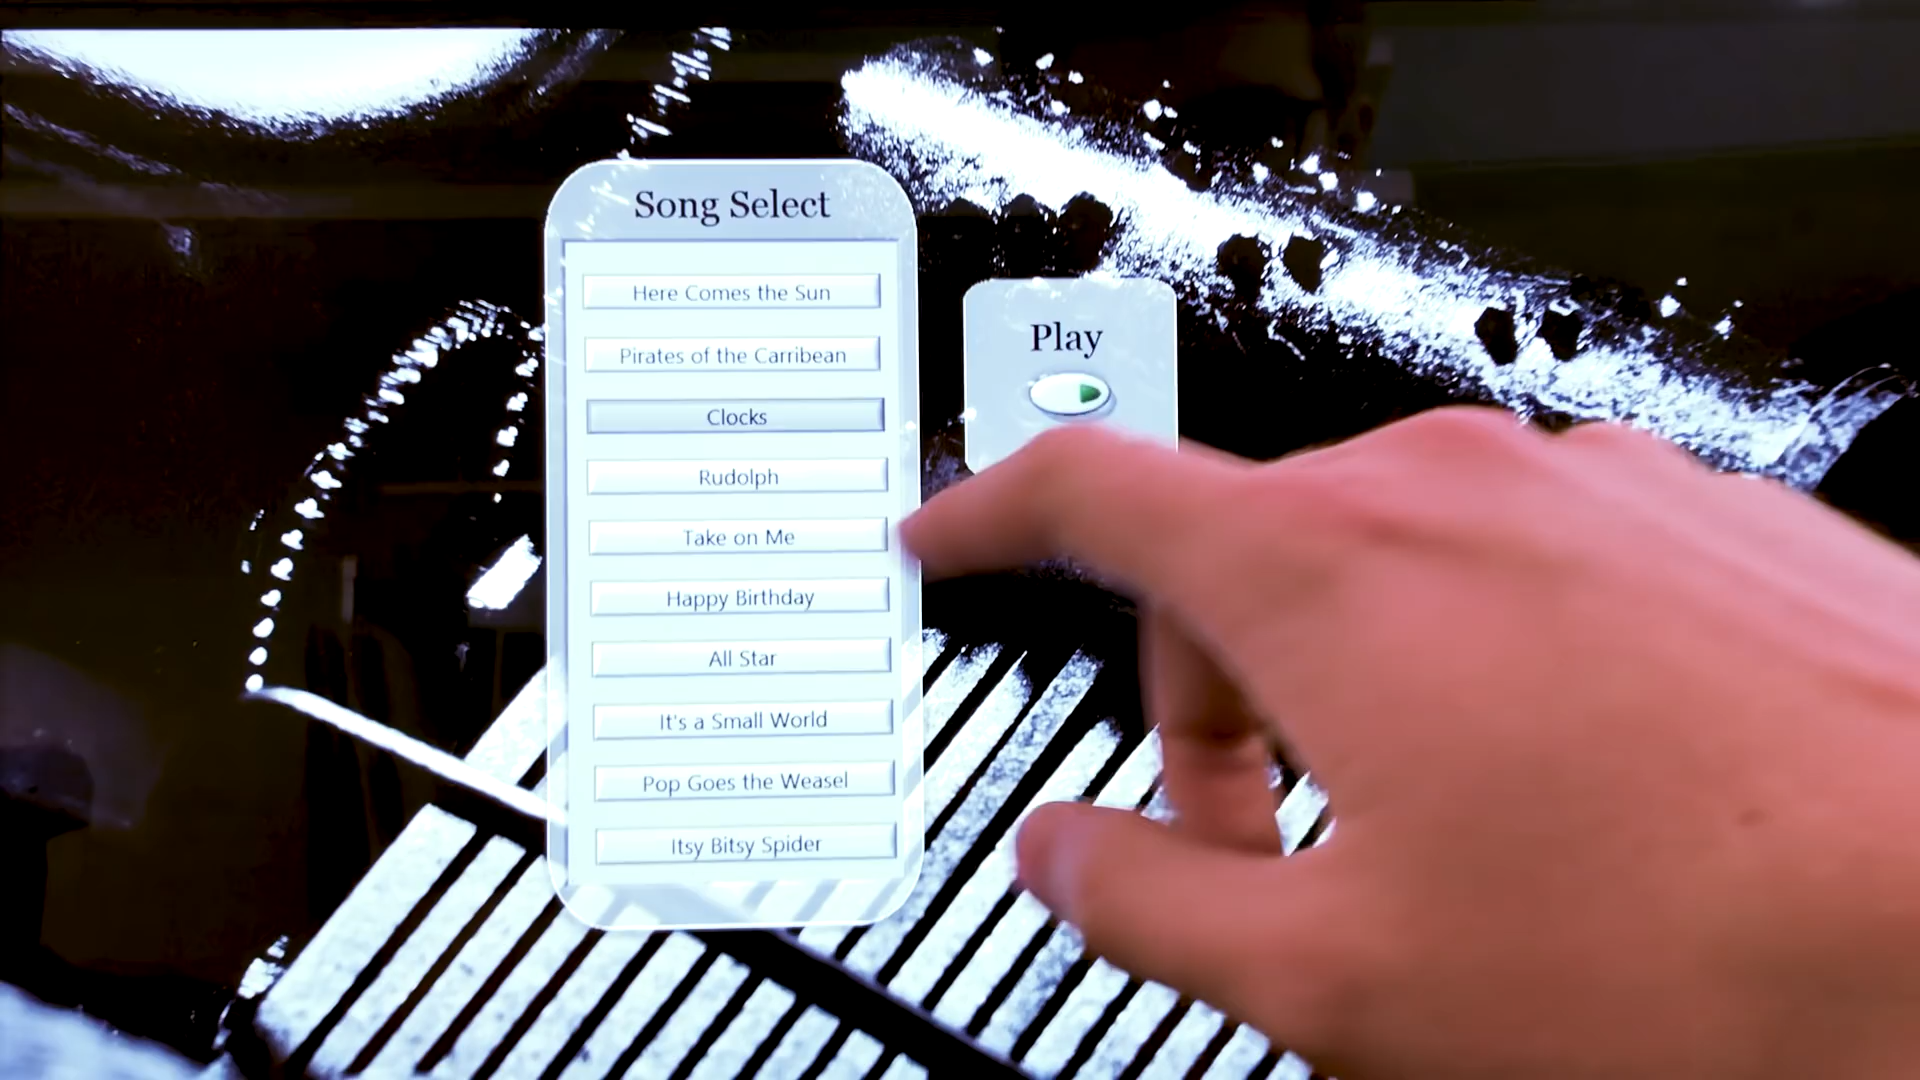 Song Select
Here Comes the Sun
Pirates of the Carribean
Clocks
Rudolph
Take on Me
Happy Birthday
All Star
It's a Small World
Pop Goes the Weasel
Itsy Bitsy Spider
Play